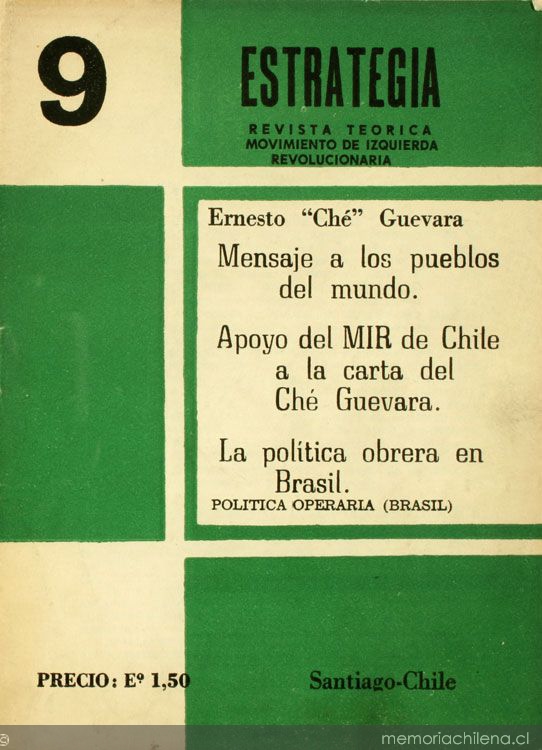 9
ESTRATEGIA
REVISTA TEORICA
MOVIMIENTO DE IZQUIERDA
REVOLUCIONARIA
Ernesto "Ché" Guevara
Mensaje a los pueblos
del mundo.
Apoyo del MIR de Chile
a la carta del
Ché Guevara.
La política obrera en
Brasil.
POLITICA OPERARIA (BRASIL)
PRECIO: Eº 1,50
Santiago-Chile
© memoriachilena.cl